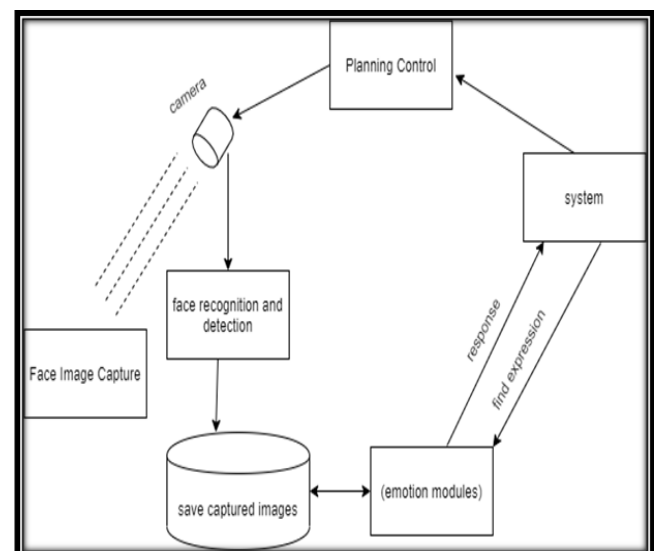 Planning Control
camera
system
face recognition and
detection
response
find expression
Face Image Capture
save captured images
(emotion modules)